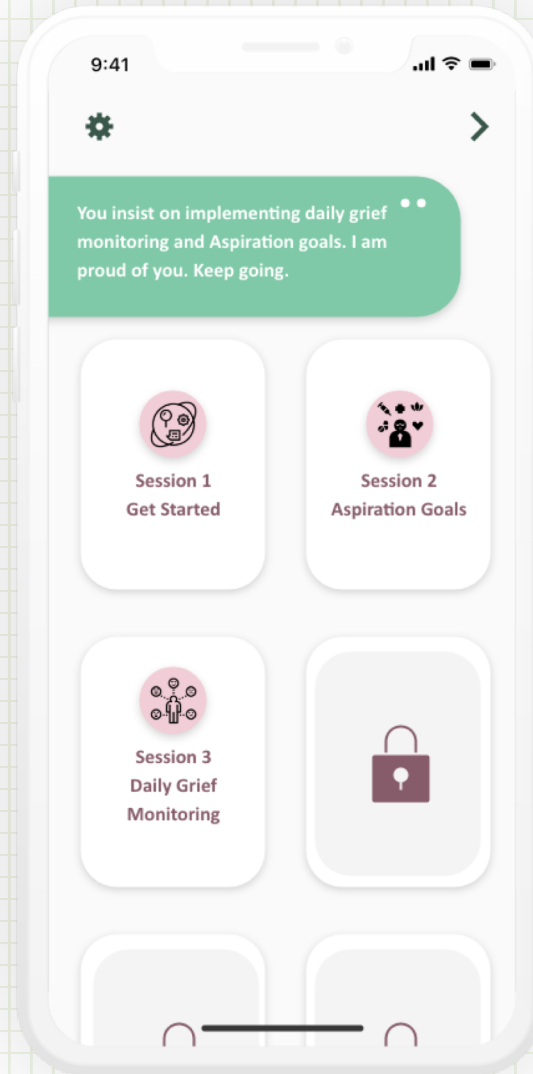 9:41
You insist on implementing daily grief
monitoring and Aspiration goals. I am
proud of you. Keep going.
Session 1
Get Started
Session 2
Aspiration Goals
Session 3
Daily Grief
Monitoring